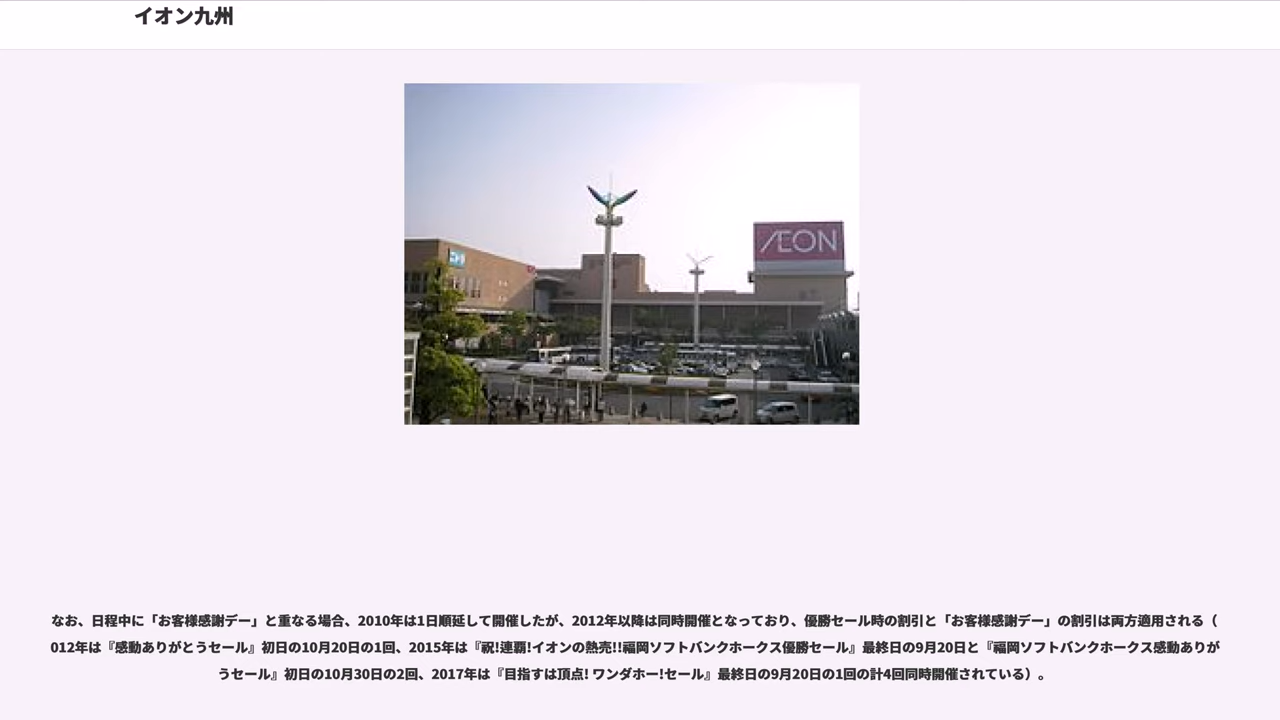 イオン九州
ÆON
なお、日程中に「お客様感謝デー」と重なる場合、2010年は1日順延して開催したが、2012年以降は同時開催となっており、優勝セール時の割引と「お客様感謝デー」の割引は両方適用される（
012年は『感動ありがとうセール』初日の10月20日の1回、2015年は『祝!連覇!イオンの熱売!!福岡ソフトバンクホークス優勝セール』最終日の9月20日と『福岡ソフトバンクホークス感動ありが
うセール』初日の10月30日の2回、2017年は『目指すは頂点! ワンダホー!セール』最終日の9月20日の1回の計4回同時開催されている）。